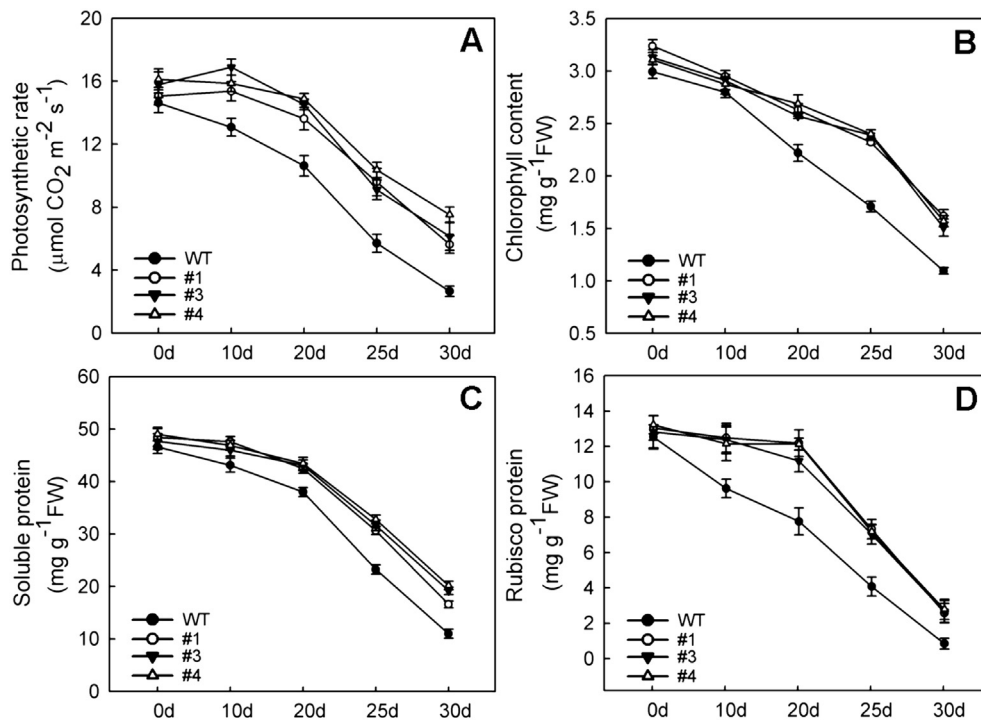 A
Photosynthetic rate
(μmol CO2 m-2 s-1)
20
16
12
8
4
0
WT
#1
#3
#4
0d 10d 20d 25d 30d
B
Chlorophyll content
(mg g-1FW)
3.5
3.0
2.5
2.0
1.5
1.0
0.5
WT
#1
#3
#4
0d 10d 20d 25d 30d
C
Soluble protein
(mg g-1FW)
60
50
40
30
20
10
0
WT
#1
#3
#4
0d 10d 20d 25d 30d
D
Rubisco protein
(mg g-1FW)
16
14
12
10
8
6
4
2
0
WT
#1
#3
#4
0d 10d 20d 25d 30d